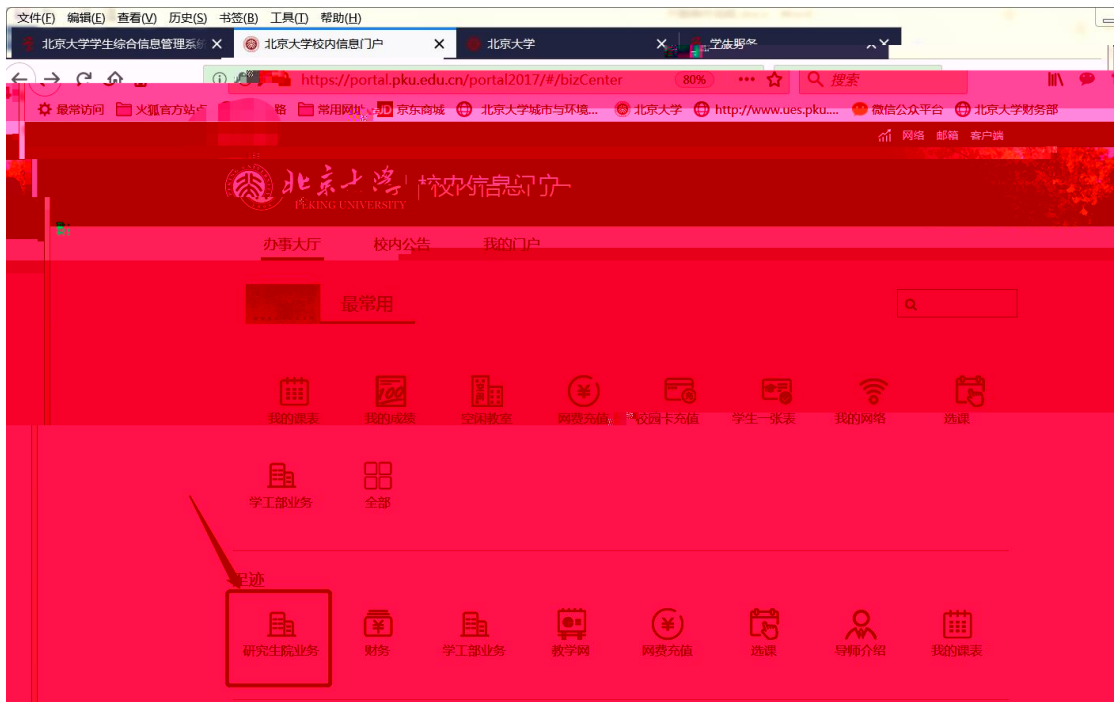 文件(F) 编辑(E) 查看(V) 历史(S) 书签(B) 工具(T) 帮助(H)
北京大学学生综合信息管理系统 北京大学校内信息门户 北京大学 学生服务
https://portal.pku.edu.cn/portal2017/#/bizCenter 80% 搜索
最常访问 火狐官方站点 常用网址 JD 京东商城 北京大学城市与环境... 北京大学 http://www.ues.pku.... 微信公众平台 北京大学财务部
网络 邮箱 客户端
北京大学 校内信息门户
PEKING UNIVERSITY
办事大厅 校内公告 我的门户
最常用
我的课表 我的成绩 空闲教室 网费充值 校园卡充值 学生一张表 我的网络 选课
学工部业务 全部
足迹
研究生院业务 财务 学工部业务 教学网 网费充值 选课 导师介绍 我的课表